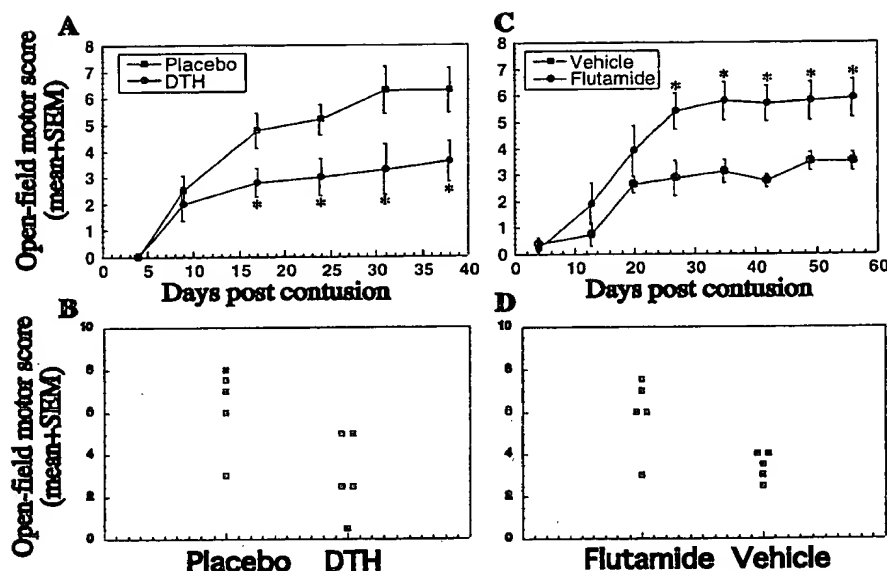 A
Open-field motor score
(mean+SEM)
8
7
6
5
4
3
2
1
0
Placebo
DTH
* * * *
0 5 10 15 20 25 30 35 40
Days post contusion
C
8
7
6
5
4
3
2
1
0
Vehicle
Flutamide
* * * * *
0 10 20 30 40 50 60
Days post contusion
B
Open-field motor score
(mean+SEM)
10
8
6
4
2
0
Placebo DTH
D
10
8
6
4
2
0
Flutamide Vehicle